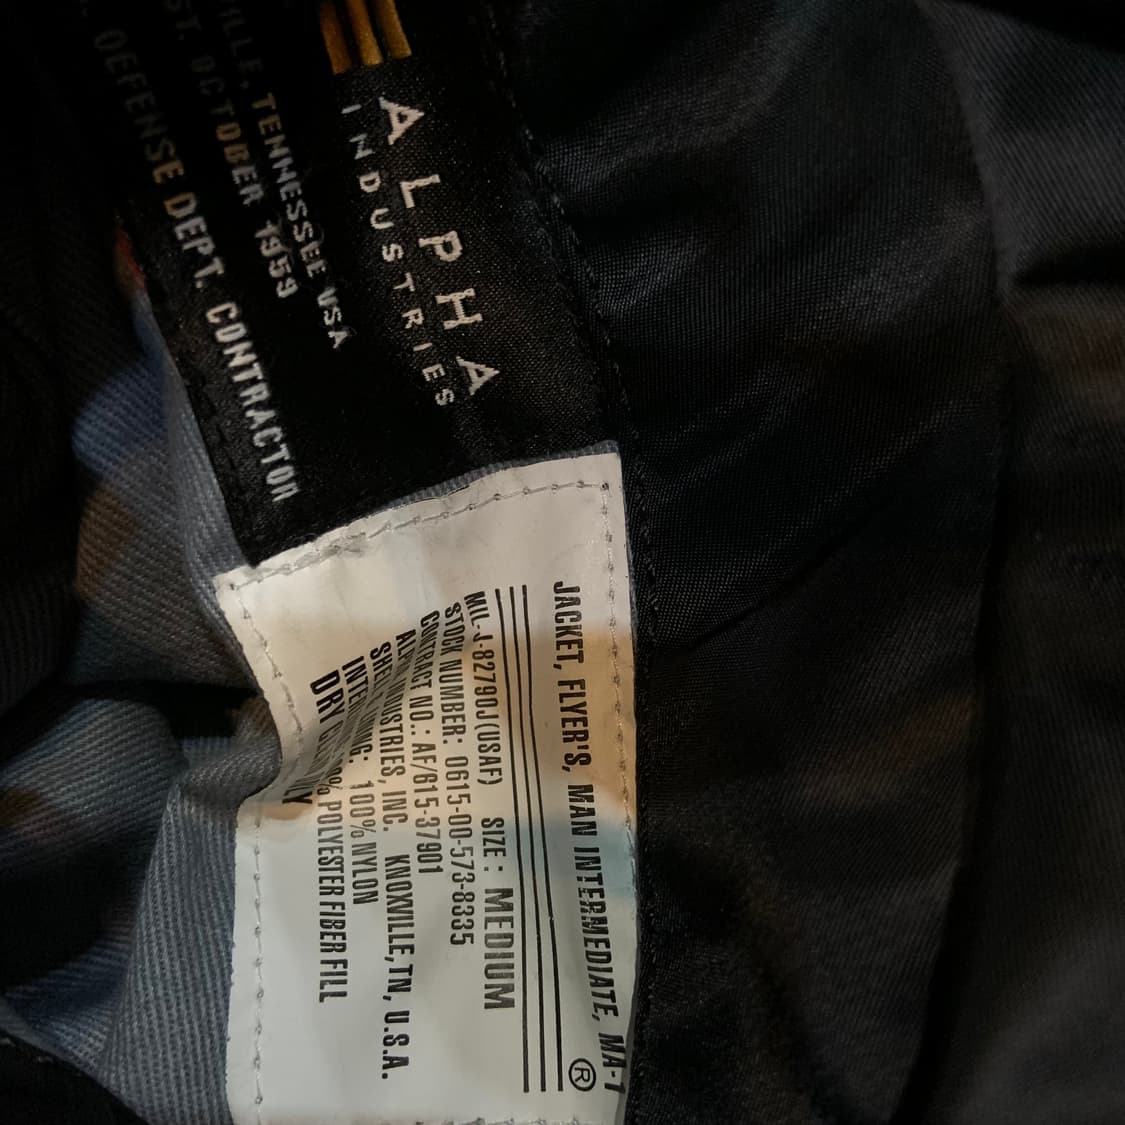 ALPHA
INDUSTRIES
TENNESSEE USA
OCTOBER 1959
DEFENSE DEPT. CONTRACTOR
JACKET, FLYER'S, MAN INTERMEDIATE, MA-1
®
MIL-J-82790J(USAF) SIZE: MEDIUM
STOCK NUMBER: 0615-00-573-8335
CONTRACT NO.: AF/615-37901
INDUSTRIES, INC. KNOXVILLE, TN, U.S.A.
100% NYLON
POLYESTER FIBER FILL
DRY